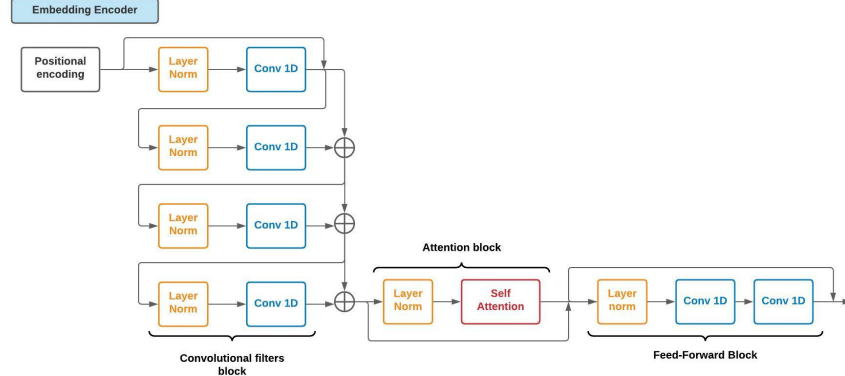 Embedding Encoder
Positional
encoding
Layer
Norm
Conv 1D
Layer
Norm
Conv 1D
Layer
Norm
Conv 1D
Layer
Norm
Conv 1D
Convolutional filters
block
Attention block
Layer
Norm
Self
Attention
Layer
norm
Conv 1D
Conv 1D
Feed-Forward Block